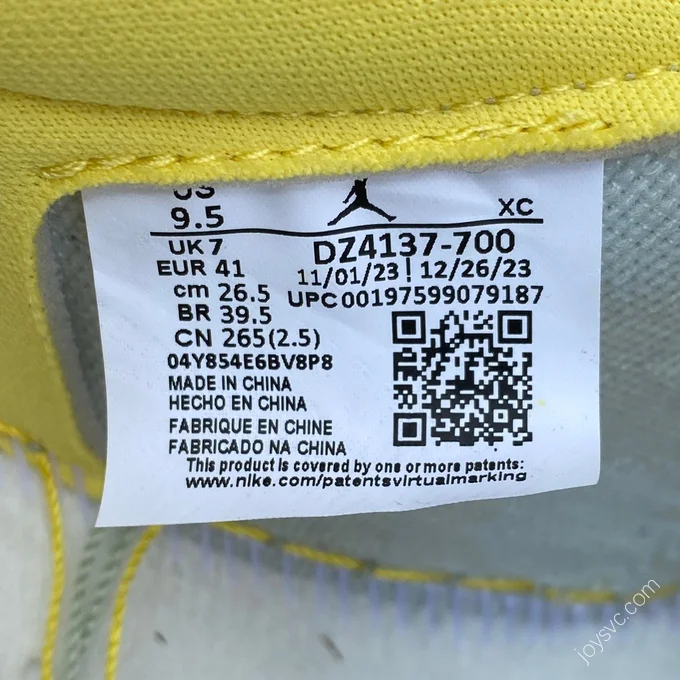 US
9.5
XC
UK 7
EUR 41
cm 26.5
BR 39.5
CN 265(2.5)
DZ4137-700
11/01/23 | 12/26/23
UPC00197599079187
04Y854E6BV8P8
MADE IN CHINA
HECHO EN CHINA
FABRIQUE EN CHINE
FABRICADO NA CHINA
This product is covered by one or more patents:
www.nike.com/patentsvirtualmarking
joysvc.com